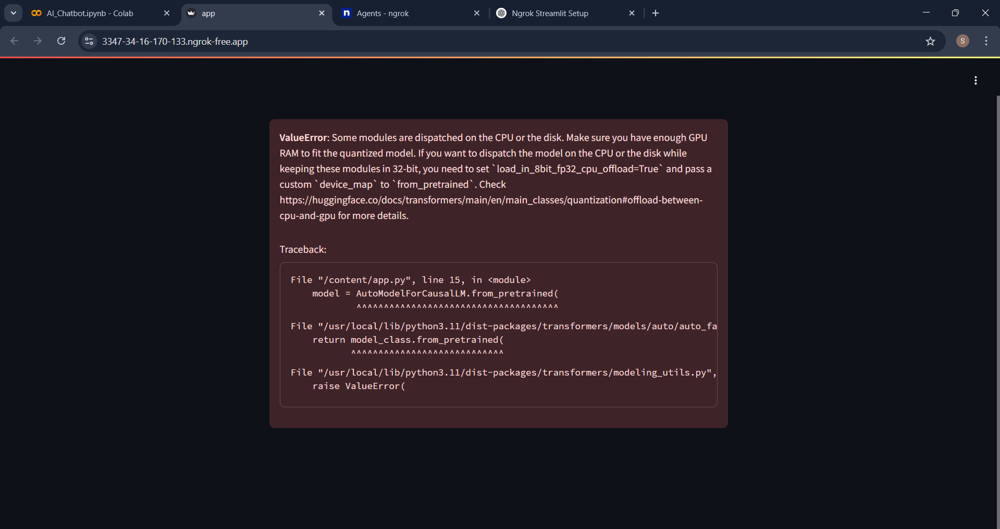 AI_Chatbot.ipynb - Colab
app
n Agents - ngrok
Ngrok Streamlit Setup
3347-34-16-170-133.ngrok-free.app
S
ValueError: Some modules are dispatched on the CPU or the disk. Make sure you have enough GPU
RAM to fit the quantized model. If you want to dispatch the model on the CPU or the disk while
keeping these modules in 32-bit, you need to set `load_in_8bit_fp32_cpu_offload=True` and pass a
custom `device_map` to `from_pretrained`. Check
https://huggingface.co/docs/transformers/main/en/main_classes/quantization#offload-between-
cpu-and-gpu for more details.
Traceback:
File "/content/app.py", line 15, in <module>
model = AutoModelForCausalLM.from_pretrained(
^^^^^^^^^^^^^^^^^^^^^^^^^^^^^^^^^^^^^
File "/usr/local/lib/python3.11/dist-packages/transformers/models/auto/auto_fa
return model_class.from_pretrained(
^^^^^^^^^^^^^^^^^^^^^^^^^^^^
File "/usr/local/lib/python3.11/dist-packages/transformers/modeling_utils.py",
raise ValueError(